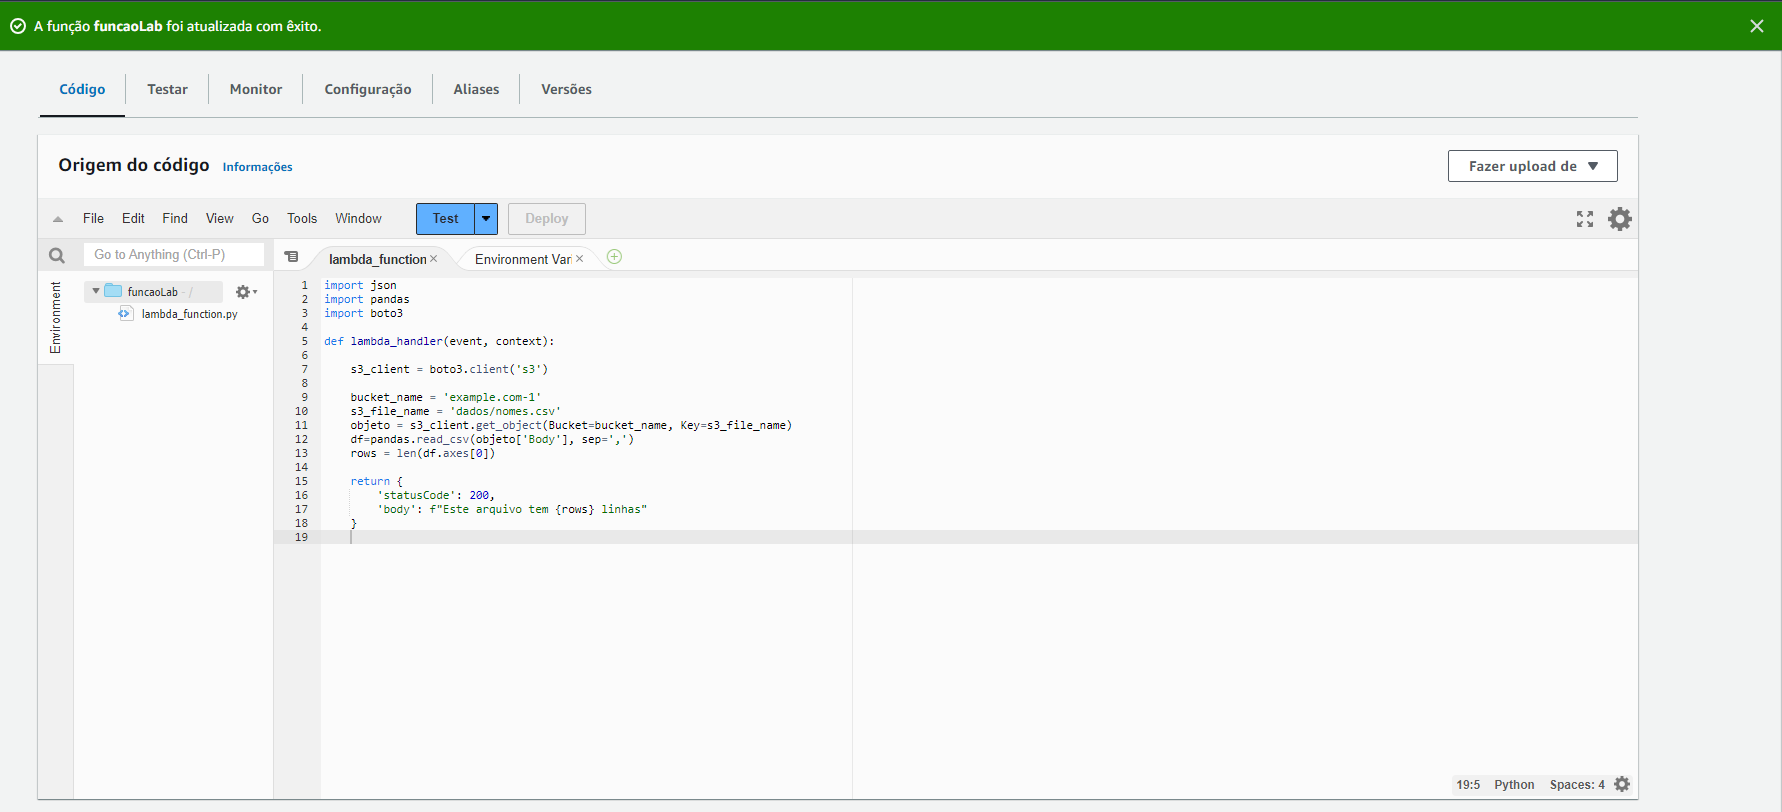 A função funcaoLab foi atualizada com êxito.
Código Testar Monitor Configuração Aliases Versões
Origem do código Informações
Fazer upload de
File Edit Find View Go Tools Window Test Deploy
Go to Anything (Ctrl-P)
lambda_function Environment Vari
Environment
funcaoLab - /
lambda_function.py
1 import json
2 import pandas
3 import boto3
4
5 def lambda_handler(event, context):
6
7 s3_client = boto3.client('s3')
8
9 bucket_name = 'example.com-1'
10 s3_file_name = 'dados/nomes.csv'
11 objeto = s3_client.get_object(Bucket=bucket_name, Key=s3_file_name)
12 df=pandas.read_csv(objeto['Body'], sep=',')
13 rows = len(df.axes[0])
14
15 return {
16 'statusCode': 200,
17 'body': f"Este arquivo tem {rows} linhas"
18 }
19
19:5 Python Spaces: 4